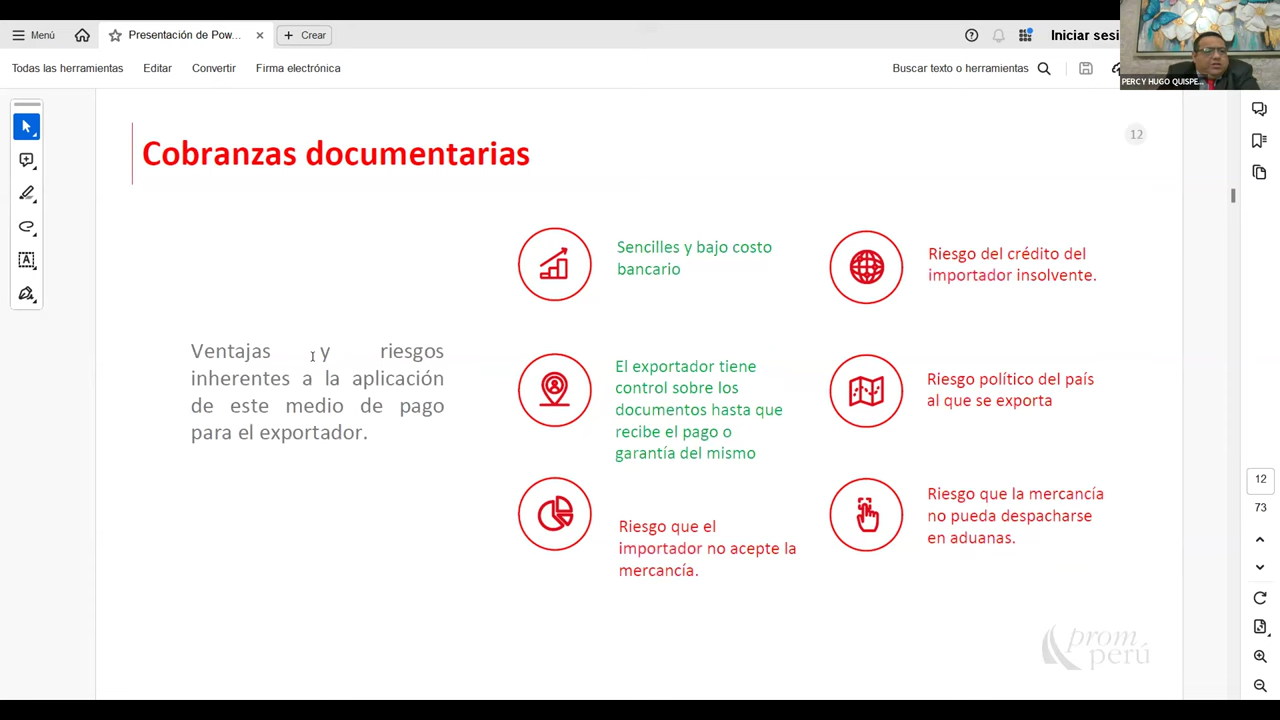 Menú
Presentación de Pow...
Crear
Iniciar sesi
Todas las herramientas
Editar
Convertir
Firma electrónica
Buscar texto o herramientas
PERCY HUGO QUISPE...
12
Cobranzas documentarias
Ventajas y riesgos
inherentes a la aplicación
de este medio de pago
para el exportador.
Sencilles y bajo costo
bancario
El exportador tiene
control sobre los
documentos hasta que
recibe el pago o
garantía del mismo
Riesgo que el
importador no acepte la
mercancía.
Riesgo del crédito del
importador insolvente.
Riesgo político del país
al que se exporta
Riesgo que la mercancía
no pueda despacharse
en aduanas.
prom
perú
12
73